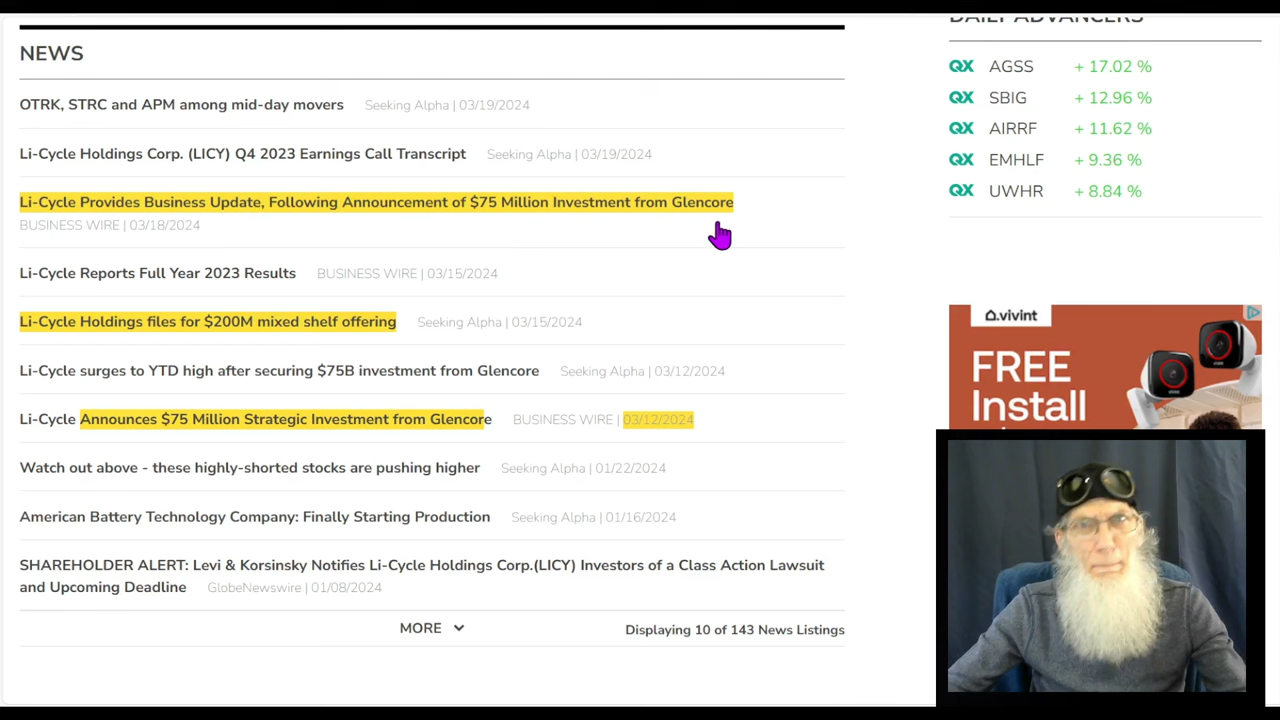 DAILY ADVANCERS
NEWS
OTRK, STRC and APM among mid-day movers Seeking Alpha | 03/19/2024
Li-Cycle Holdings Corp. (LICY) Q4 2023 Earnings Call Transcript Seeking Alpha | 03/19/2024
Li-Cycle Provides Business Update, Following Announcement of $75 Million Investment from Glencore
BUSINESS WIRE | 03/18/2024
Li-Cycle Reports Full Year 2023 Results BUSINESS WIRE | 03/15/2024
Li-Cycle Holdings files for $200M mixed shelf offering Seeking Alpha | 03/15/2024
Li-Cycle surges to YTD high after securing $75B investment from Glencore Seeking Alpha | 03/12/2024
Li-Cycle Announces $75 Million Strategic Investment from Glencore BUSINESS WIRE | 03/12/2024
Watch out above - these highly-shorted stocks are pushing higher Seeking Alpha | 01/22/2024
American Battery Technology Company: Finally Starting Production Seeking Alpha | 01/16/2024
SHAREHOLDER ALERT: Levi & Korsinsky Notifies Li-Cycle Holdings Corp.(LICY) Investors of a Class Action Lawsuit
and Upcoming Deadline GlobeNewswire | 01/08/2024
MORE Displaying 10 of 143 News Listings
QX AGSS + 17.02 %
QX SBIG + 12.96 %
QX AIRRF + 11.62 %
QX EMHLF + 9.36 %
QX UWHR + 8.84 %
vivint
FREE
Install